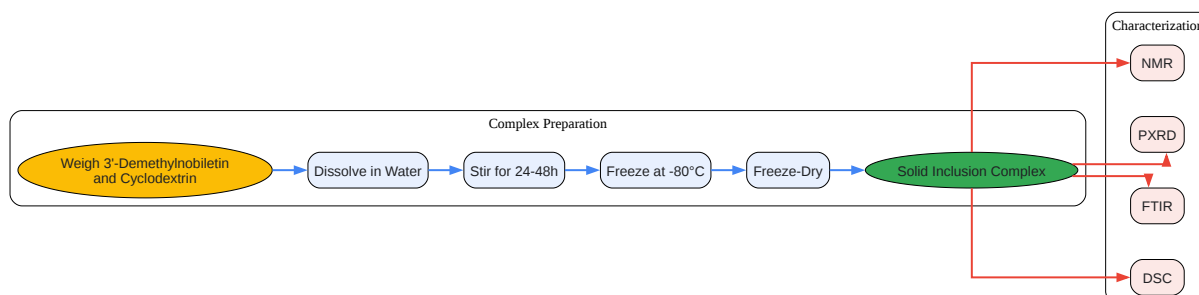 Characterization
NMR
Complex Preparation
Weigh 3'-Demethylnobiletin
and Cyclodextrin
Dissolve in Water
Stir for 24-48h
Freeze at -80°C
Freeze-Dry
Solid Inclusion Complex
PXRD
FTIR
DSC